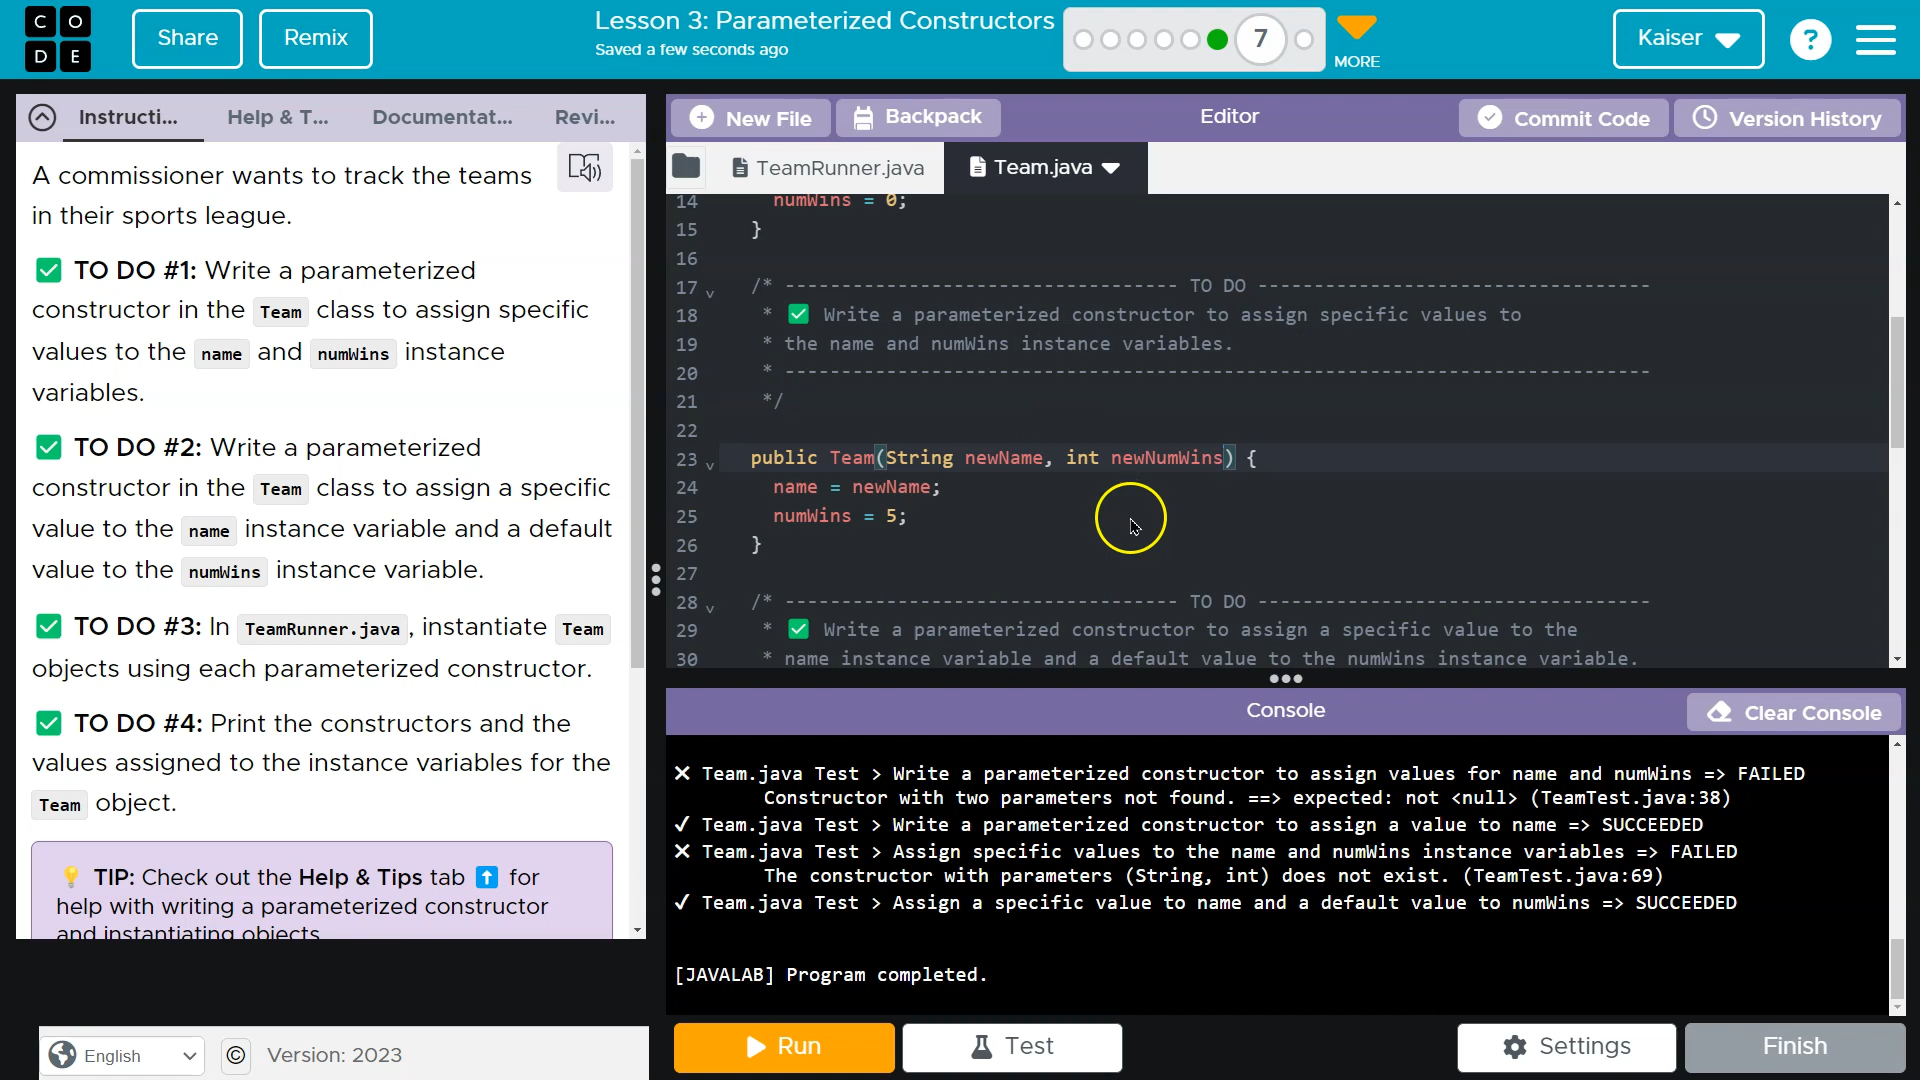 C O D E
Share
Remix
Lesson 3: Parameterized Constructors
Saved a few seconds ago
7
MORE
Kaiser
?
Instructi...
Help & T...
Documentat...
Revi...
A commissioner wants to track the teams
in their sports league.
✅ TO DO #1: Write a parameterized
constructor in the Team class to assign specific
values to the name and numWins instance
variables.
✅ TO DO #2: Write a parameterized
constructor in the Team class to assign a specific
value to the name instance variable and a default
value to the numWins instance variable.
✅ TO DO #3: In TeamRunner.java , instantiate Team
objects using each parameterized constructor.
✅ TO DO #4: Print the constructors and the
values assigned to the instance variables for the
Team object.
💡 TIP: Check out the Help & Tips tab ⬆ for
help with writing a parameterized constructor
and instantiating objects
English
© Version: 2023
New File
Backpack
Editor
Commit Code
Version History
TeamRunner.java
Team.java
14 numWins = 0;
15 }
16
17 /* ----------------------------------- TO DO -----------------------------------
18 * ✅ Write a parameterized constructor to assign specific values to
19 * the name and numWins instance variables.
20 * -----------------------------------------------------------------------------
21 */
22
23 public Team(String newName, int newNumWins) {
24 name = newName;
25 numWins = 5;
26 }
27
28 /* ----------------------------------- TO DO -----------------------------------
29 * ✅ Write a parameterized constructor to assign a specific value to the
30 * name instance variable and a default value to the numWins instance variable.
Console
Clear Console
✕ Team.java Test > Write a parameterized constructor to assign values for name and numWins => FAILED
Constructor with two parameters not found. ==> expected: not <null> (TeamTest.java:38)
✓ Team.java Test > Write a parameterized constructor to assign a value to name => SUCCEEDED
✕ Team.java Test > Assign specific values to the name and numWins instance variables => FAILED
The constructor with parameters (String, int) does not exist. (TeamTest.java:69)
✓ Team.java Test > Assign a specific value to name and a default value to numWins => SUCCEEDED
[JAVALAB] Program completed.
Run
Test
Settings
Finish